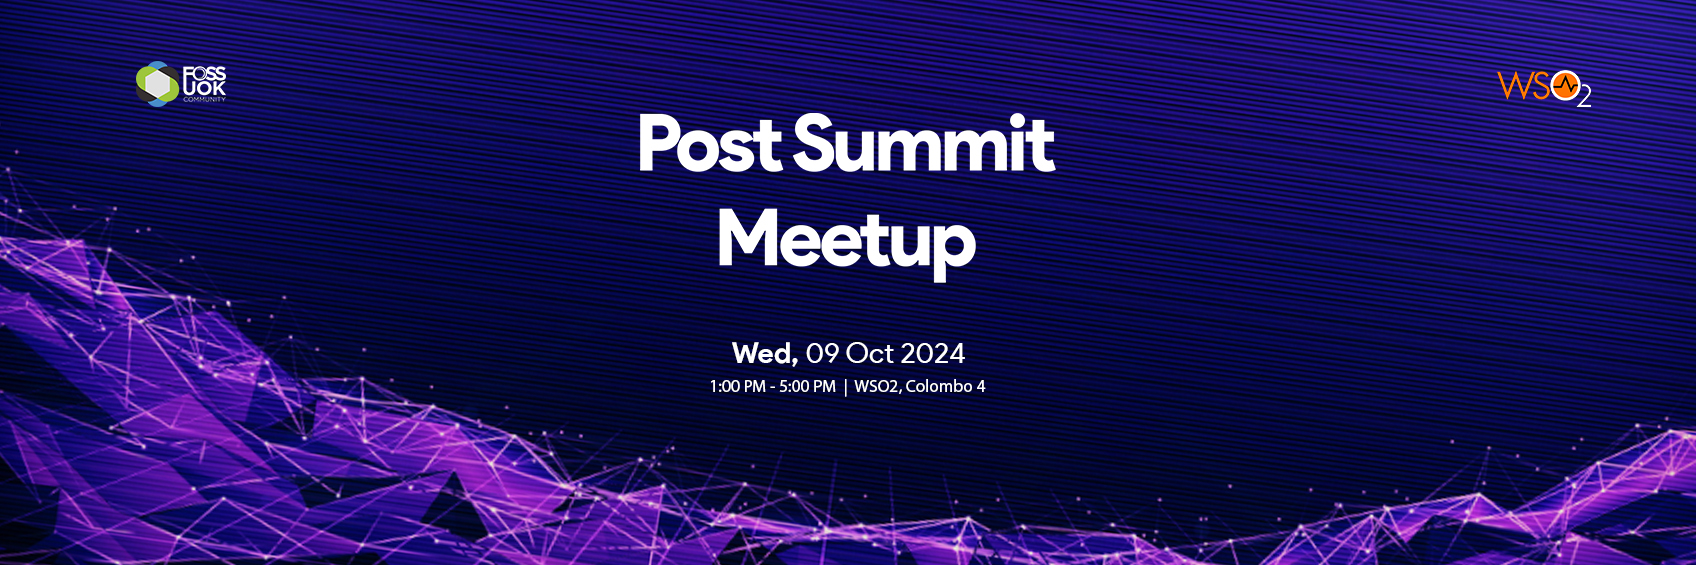 FOSS
UOK
COMMUNITY
WSO2
Post Summit
Meetup
Wed, 09 Oct 2024
1:00 PM - 5:00 PM | WSO2, Colombo 4